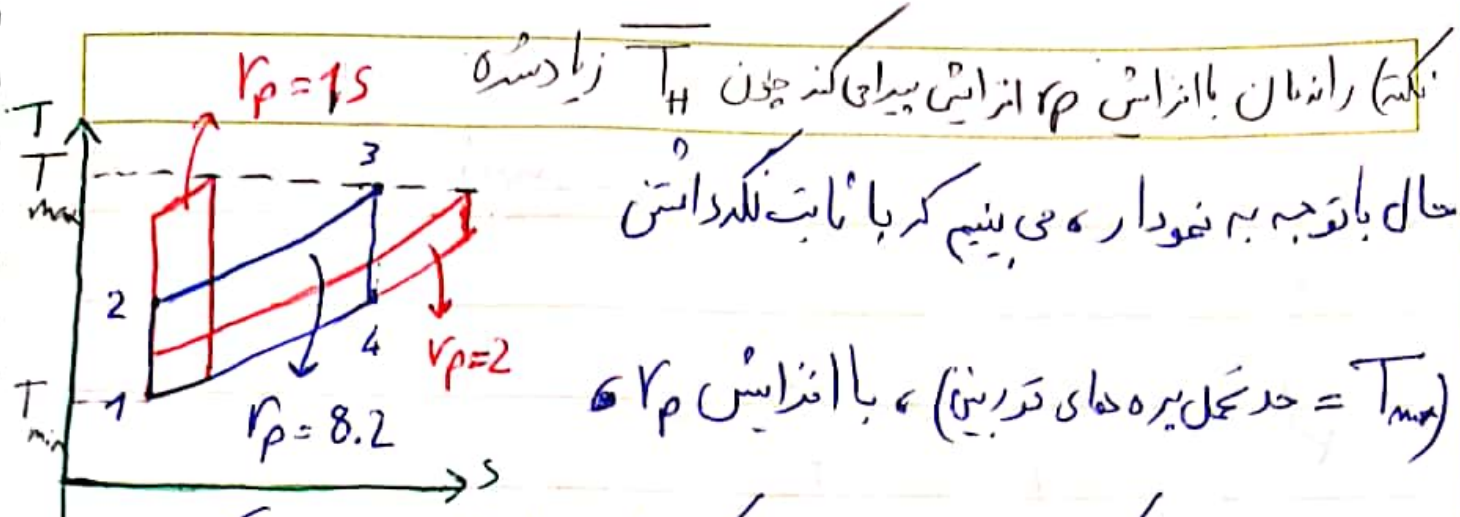 نکته) راندمان با افزایش rp افزایش پیدا می‌کند چون T̅H زیاد شده
rp=15
T
Tmax
3
حال با توجه به نمودار، می بینیم که با ثابت نگه داشتن
2
4
rp=2
Tmin
1
rp=8.2
(Tmax = حد تحمل پره های توربین)، با افزایش rp،
s